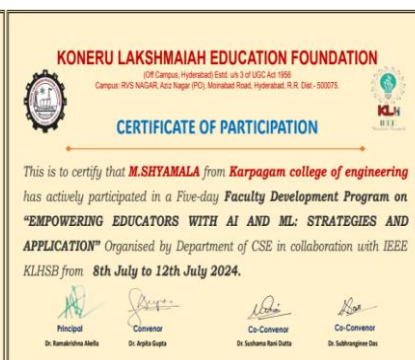 KONERU LAKSHMAIAH EDUCATION FOUNDATION
(Off Campus, Hyderabad) Estd. u/s 3 of UGC Act 1956
Campus: RVS NAGAR, Aziz Nagar (PO), Moinabad Road, Hyderabad, R.R. Dist - 500075.
KLH
IEEE
CERTIFICATE OF PARTICIPATION
This is to certify that M.SHYAMALA from Karpagam college of engineering
has actively participated in a Five-day Faculty Development Program on
“EMPOWERING EDUCATORS WITH AI AND ML: STRATEGIES AND
APPLICATION” Organised by Department of CSE in collaboration with IEEE
KLHSB from 8th July to 12th July 2024.
Principal
Dr. Ramakrishna Akella
Convenor
Dr. Arpita Gupta
Co-Convenor
Dr. Sushama Rani Dutta
Co-Convenor
Dr. Subhranginee Das